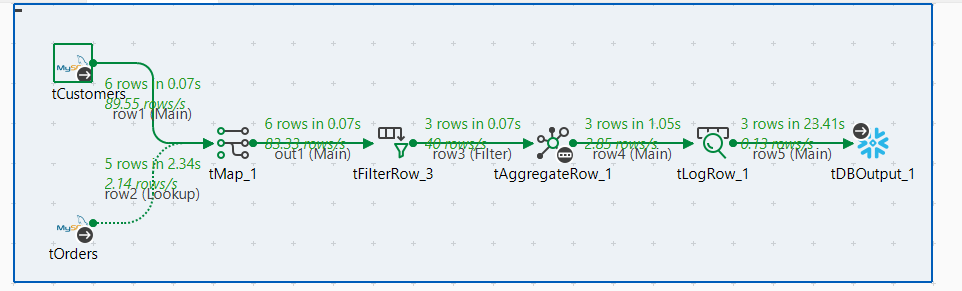 MySQL
tCustomers
6 rows in 0.07s
89.55 rows/s
row1 (Main)
5 rows in 2.34s
2.14 rows/s
row2 (Lookup)
MySQL
tOrders
tMap_1
6 rows in 0.07s
83.33 rows/s
out1 (Main)
tFilterRow_3
3 rows in 0.07s
40 rows/s
row3 (Filter)
tAggregateRow_1
3 rows in 1.05s
2.85 rows/s
row4 (Main)
tLogRow_1
3 rows in 23.41s
0.13 rows/s
row5 (Main)
tDBOutput_1